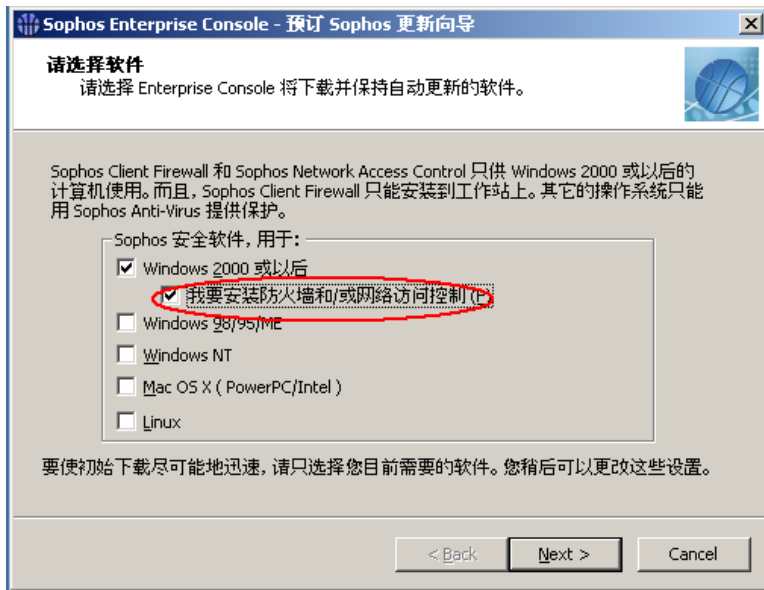 Sophos Enterprise Console - 预订 Sophos 更新向导
请选择软件
请选择 Enterprise Console 将下载并保持自动更新的软件。
Sophos Client Firewall 和 Sophos Network Access Control 只供 Windows 2000 或以后的
计算机使用。而且, Sophos Client Firewall 只能安装到工作站上。其它的操作系统只能
用 Sophos Anti-Virus 提供保护。
Sophos 安全软件, 用于:
Windows 2000 或以后
我要安装防火墙和/或网络访问控制(F)
Windows 98/95/ME
Windows NT
Mac OS X ( PowerPC/Intel )
Linux
要使初始下载尽可能地迅速, 请只选择您目前需要的软件。您稍后可以更改这些设置。
< Back
Next >
Cancel